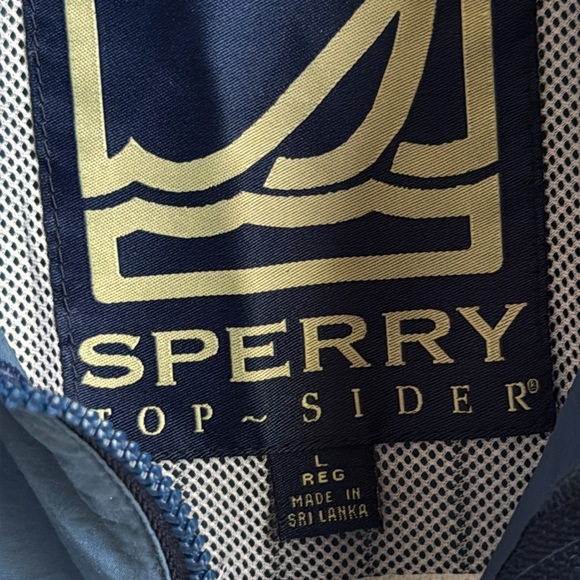 SPERRY
TOP ~ SIDER®
L
REG
MADE IN
SRI LANKA